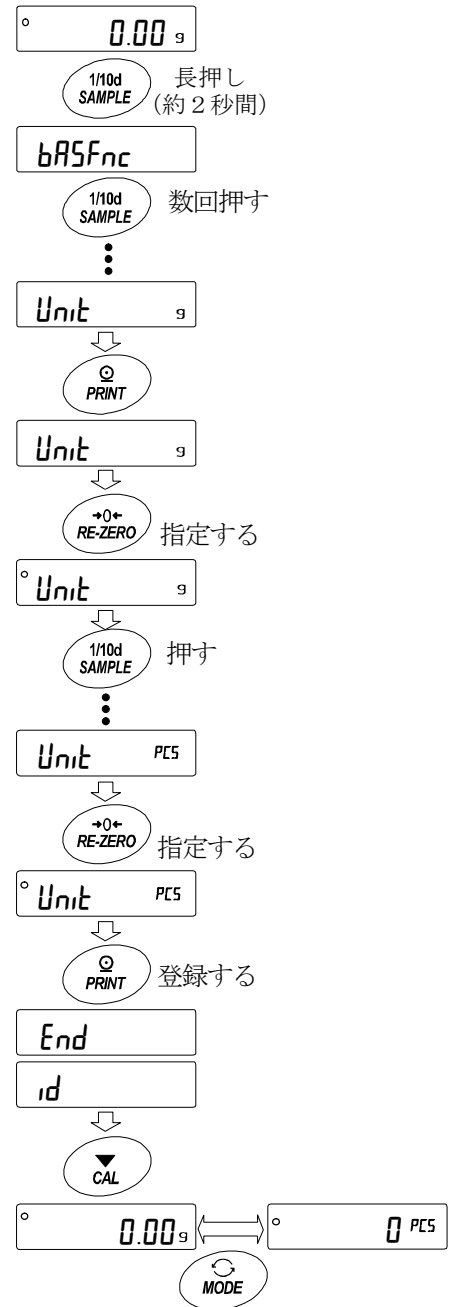 0.00 g
1/10d
SAMPLE
長押し
(約2秒間)
bASFnc
1/10d
SAMPLE
数回押す
Unit g
PRINT
Unit g
→0←
RE-ZERO
指定する
Unit g
1/10d
SAMPLE
押す
Unit PCS
→0←
RE-ZERO
指定する
Unit PCS
PRINT
登録する
End
id
CAL
0.00 g
0 PCS
MODE